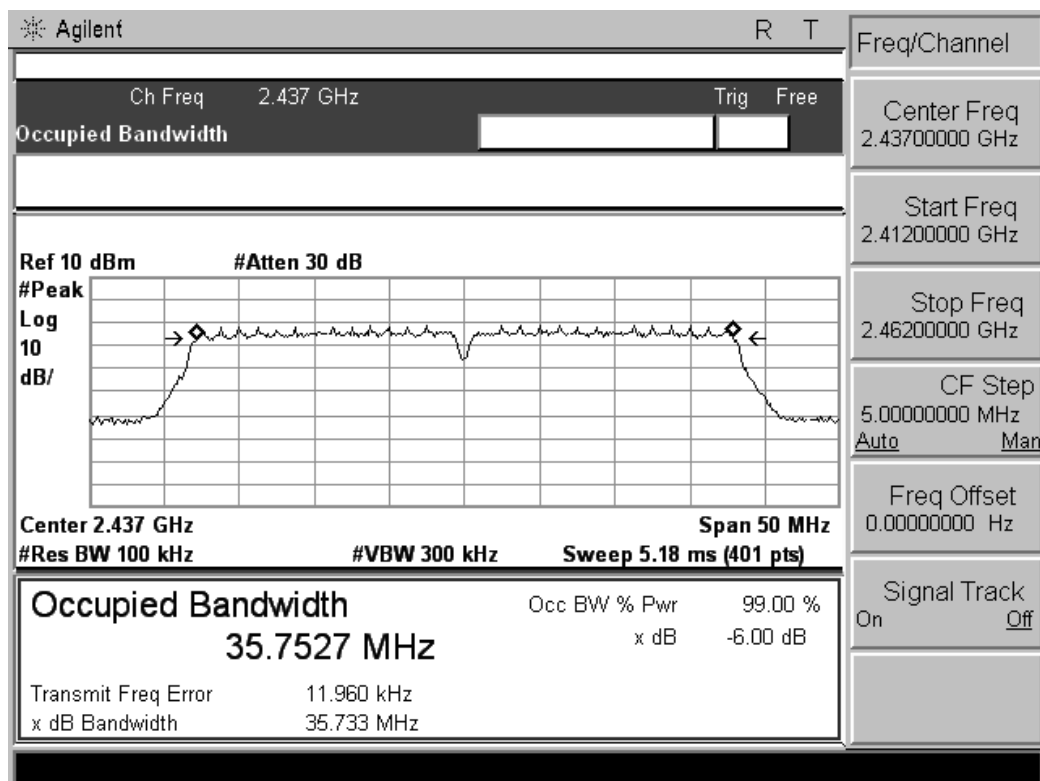 Agilent R T
Ch Freq 2.437 GHz Trig Free
Occupied Bandwidth
Ref 10 dBm #Atten 30 dB
#Peak
Log
10
dB/
Center 2.437 GHz Span 50 MHz
#Res BW 100 kHz #VBW 300 kHz Sweep 5.18 ms (401 pts)
Occupied Bandwidth Occ BW % Pwr 99.00 %
35.7527 MHz x dB -6.00 dB
Transmit Freq Error 11.960 kHz
x dB Bandwidth 35.733 MHz
Freq/Channel
Center Freq
2.43700000 GHz
Start Freq
2.41200000 GHz
Stop Freq
2.46200000 GHz
CF Step
5.00000000 MHz
Auto Man
Freq Offset
0.00000000 Hz
Signal Track
On Off